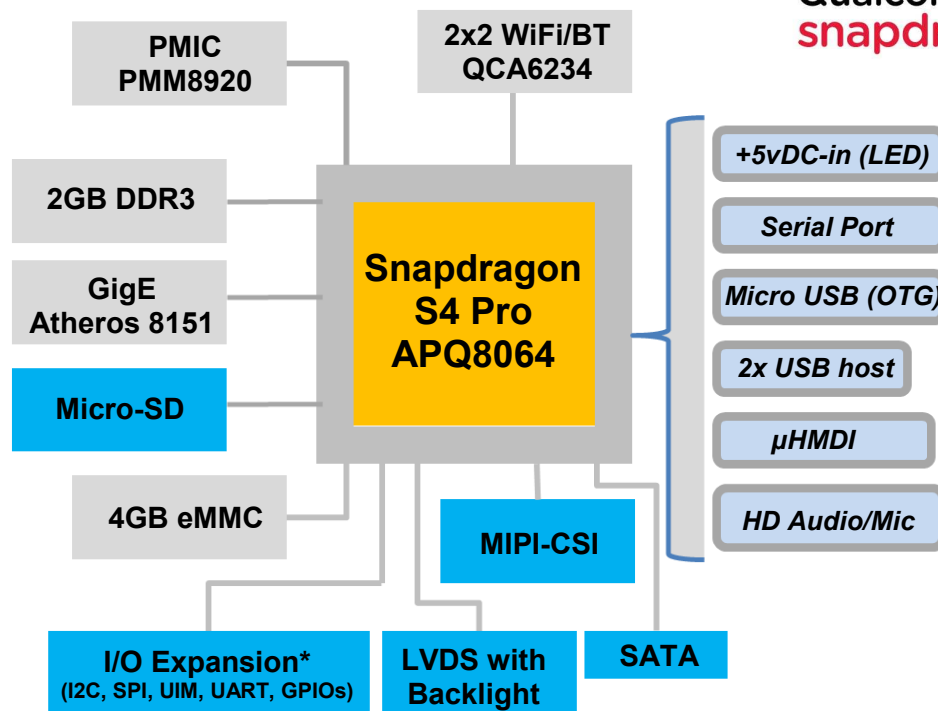 PMIC
PMM8920
2x2 WiFi/BT
QCA6234
2GB DDR3
GigE
Atheros 8151
Micro-SD
4GB eMMC
Snapdragon
S4 Pro
APQ8064
+5vDC-in (LED)
Serial Port
Micro USB (OTG)
2x USB host
µHMDI
HD Audio/Mic
MIPI-CSI
I/O Expansion*
(I2C, SPI, UIM, UART, GPIOs)
LVDS with
Backlight
SATA